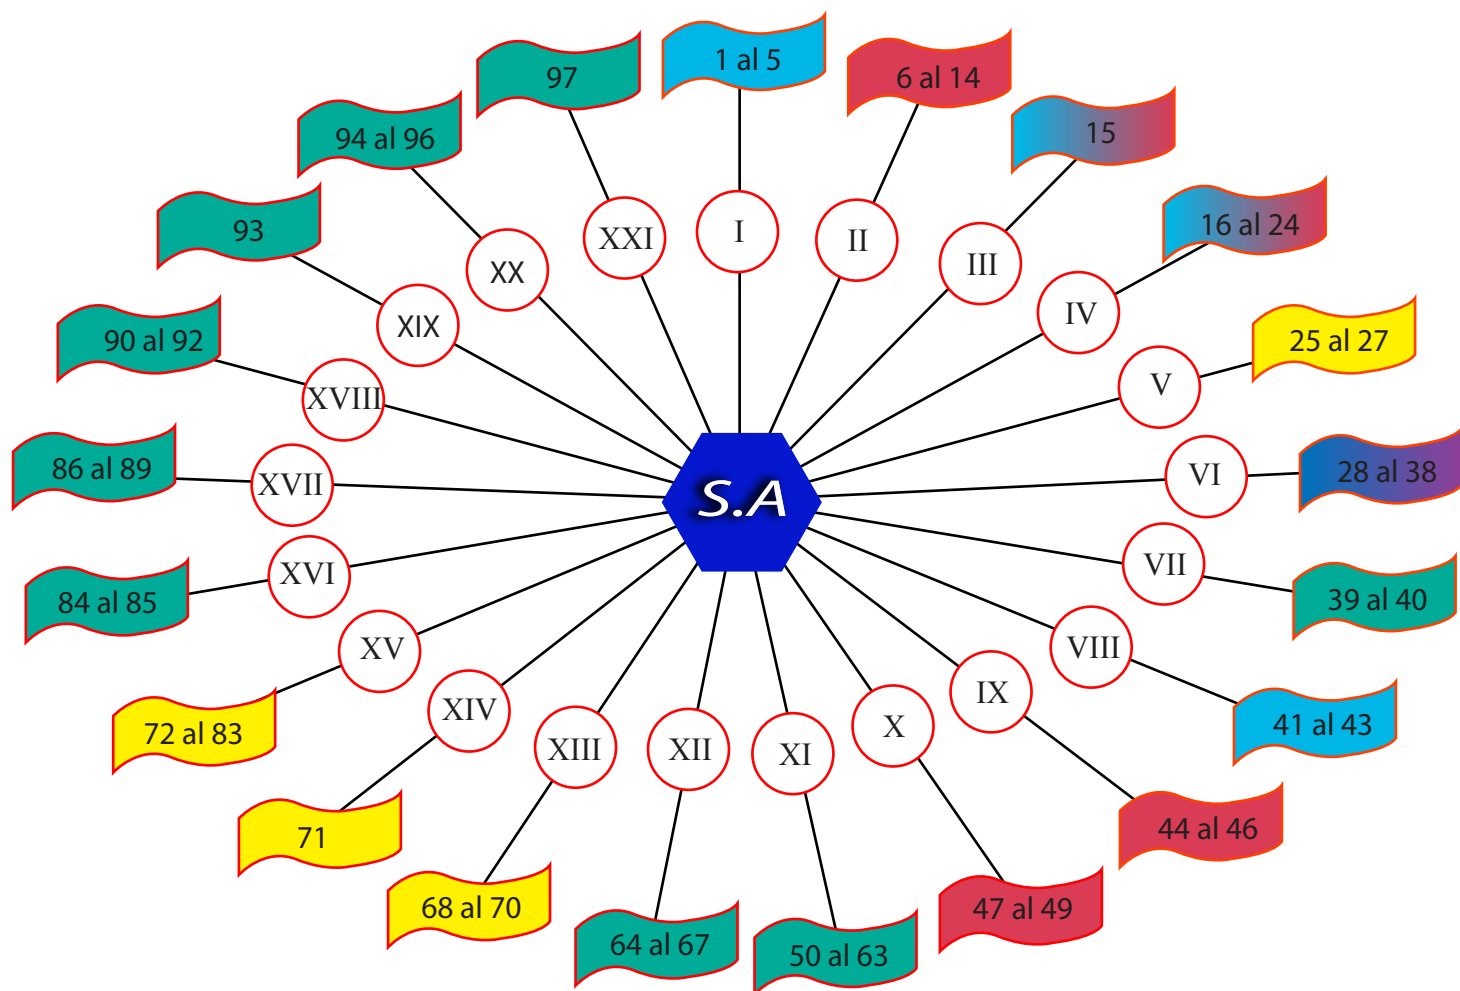 S.A
I
1 al 5
II
6 al 14
III
15
IV
16 al 24
V
25 al 27
VI
28 al 38
VII
39 al 40
VIII
41 al 43
IX
44 al 46
X
47 al 49
XI
50 al 63
XII
64 al 67
XIII
68 al 70
XIV
71
XV
72 al 83
XVI
84 al 85
XVII
86 al 89
XVIII
90 al 92
XIX
93
XX
94 al 96
XXI
97